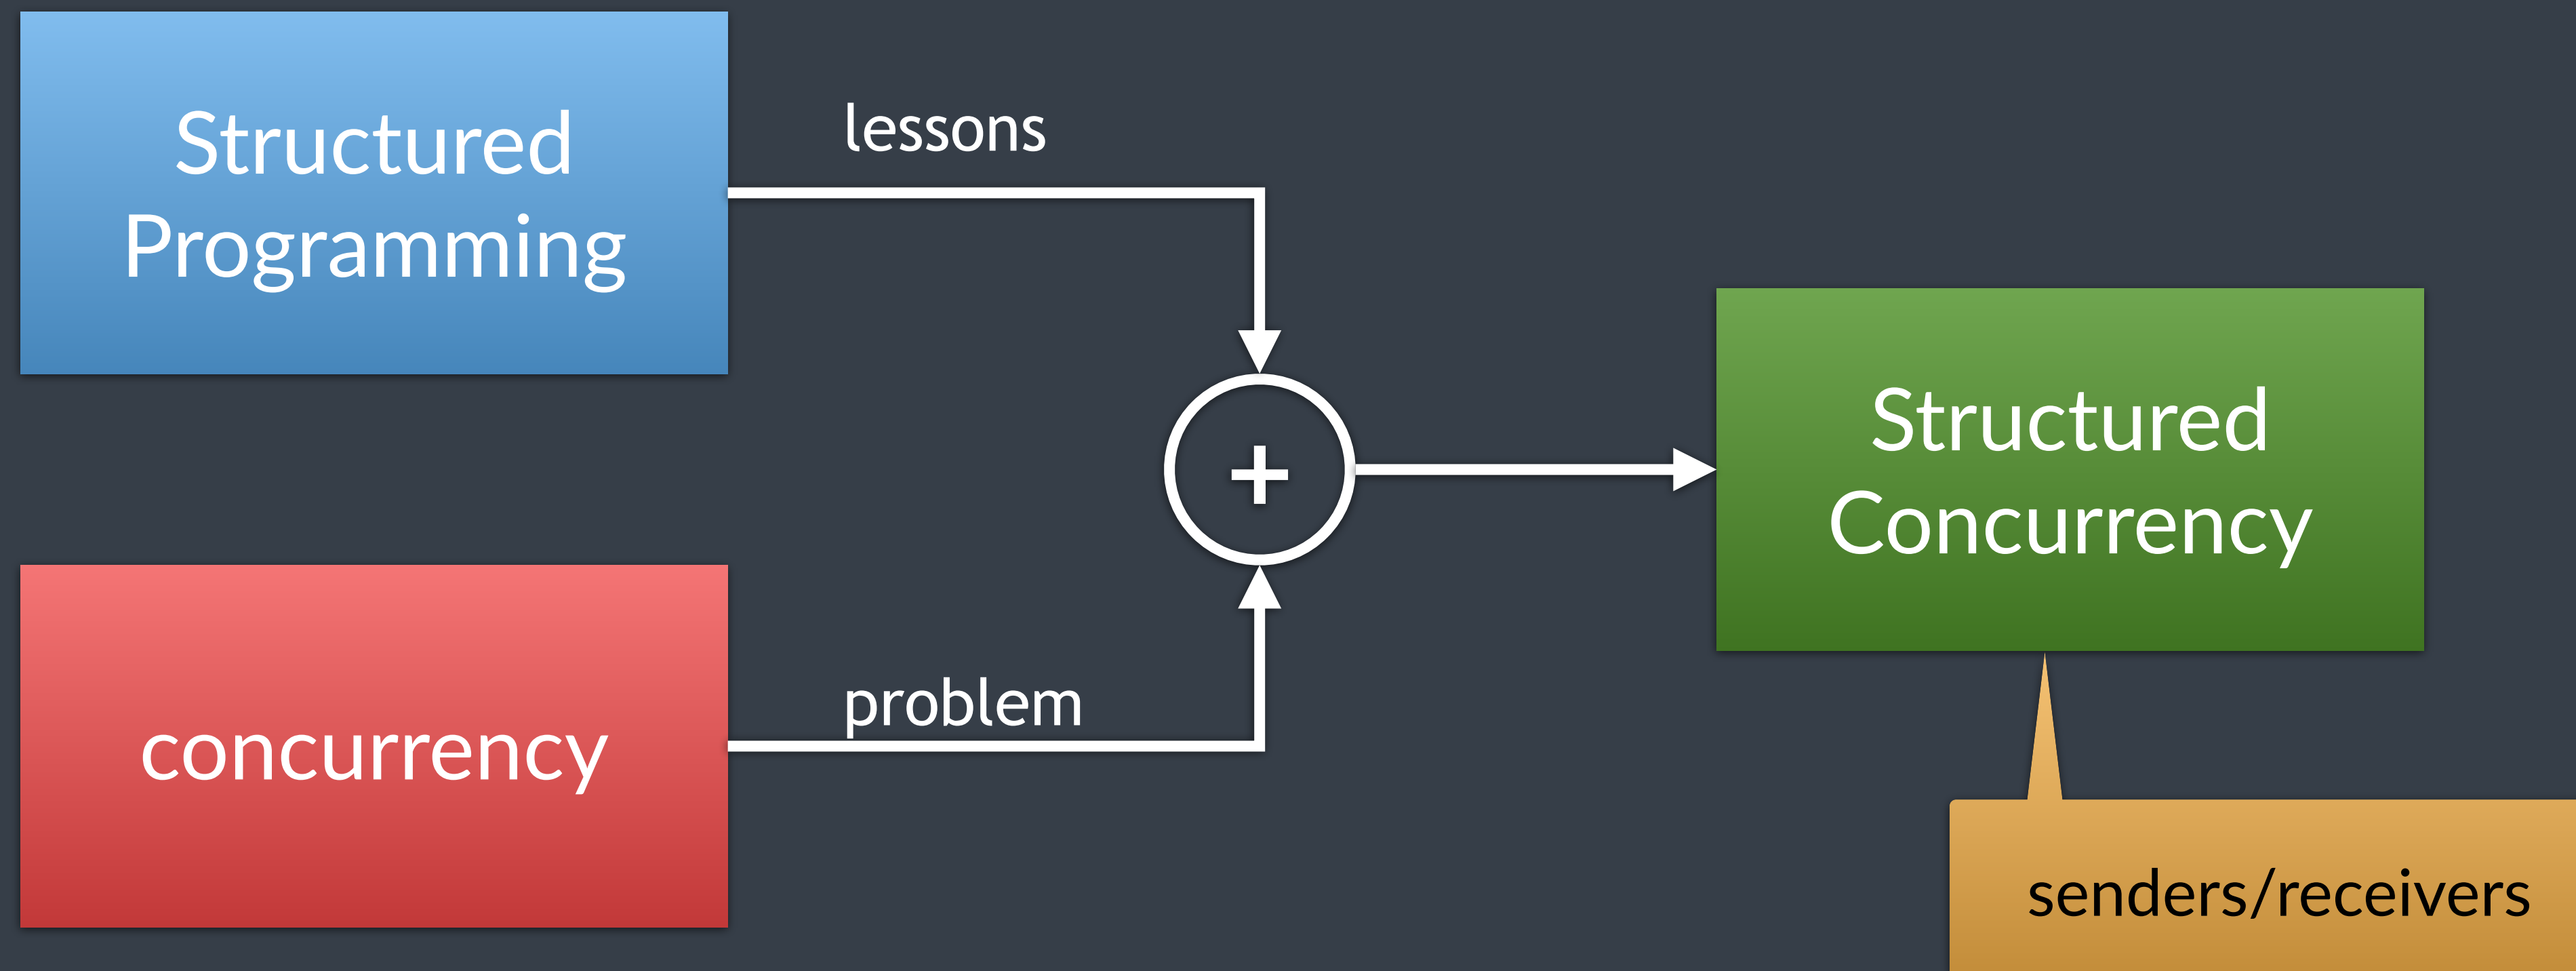 Structured
Programming
lessons
+
concurrency
problem
Structured
Concurrency
senders/receivers